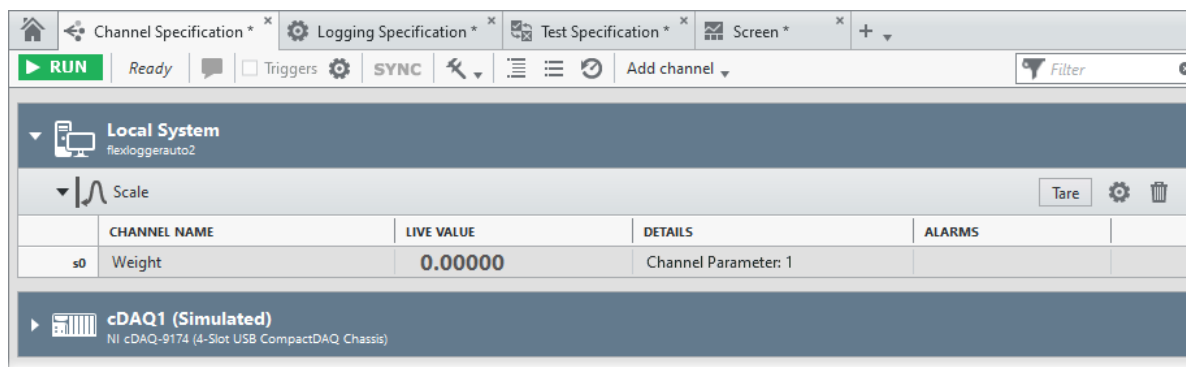 Channel Specification * × Logging Specification * × Test Specification * × Screen * × +
RUN Ready Triggers SYNC Add channel Filter
Local System
flexloggerauto2
Scale Tare
CHANNEL NAME LIVE VALUE DETAILS ALARMS
s0 Weight 0.00000 Channel Parameter: 1
cDAQ1 (Simulated)
NI cDAQ-9174 (4-Slot USB CompactDAQ Chassis)